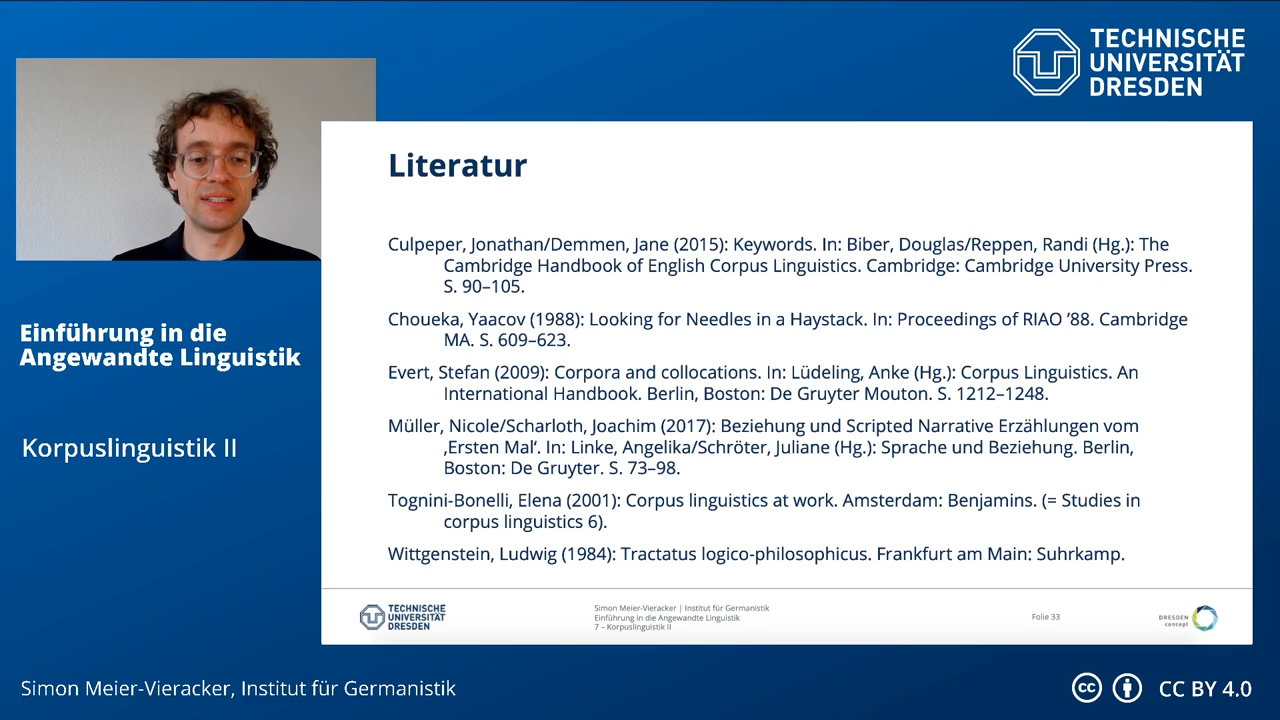 TECHNISCHE
UNIVERSITÄT
DRESDEN
Einführung in die
Angewandte Linguistik
Korpuslinguistik II
Literatur
Culpeper, Jonathan/Demmen, Jane (2015): Keywords. In: Biber, Douglas/Reppen, Randi (Hg.): The
Cambridge Handbook of English Corpus Linguistics. Cambridge: Cambridge University Press.
S. 90–105.
Choueka, Yaacov (1988): Looking for Needles in a Haystack. In: Proceedings of RIAO ’88. Cambridge
MA. S. 609–623.
Evert, Stefan (2009): Corpora and collocations. In: Lüdeling, Anke (Hg.): Corpus Linguistics. An
International Handbook. Berlin, Boston: De Gruyter Mouton. S. 1212–1248.
Müller, Nicole/Scharloth, Joachim (2017): Beziehung und Scripted Narrative Erzählungen vom
‚Ersten Mal‘. In: Linke, Angelika/Schröter, Juliane (Hg.): Sprache und Beziehung. Berlin,
Boston: De Gruyter. S. 73–98.
Tognini-Bonelli, Elena (2001): Corpus linguistics at work. Amsterdam: Benjamins. (= Studies in
corpus linguistics 6).
Wittgenstein, Ludwig (1984): Tractatus logico-philosophicus. Frankfurt am Main: Suhrkamp.
TECHNISCHE
UNIVERSITÄT
DRESDEN
Simon Meier-Vieracker | Institut für Germanistik
Einführung in die Angewandte Linguistik
7 – Korpuslinguistik II
Folie 33
DRESDEN
concept
Simon Meier-Vieracker, Institut für Germanistik
cc CC BY 4.0